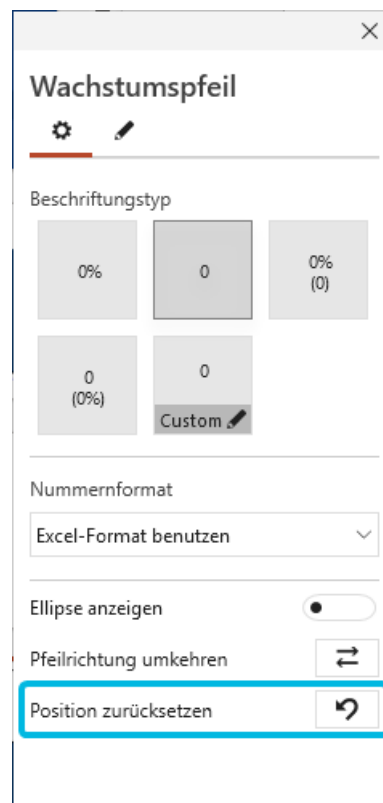 Wachstumspfeil
Beschriftungstyp
0%
0
0%
(0)
0
(0%)
0
Custom
Nummernformat
Excel-Format benutzen
Ellipse anzeigen
Pfeilrichtung umkehren
Position zurücksetzen